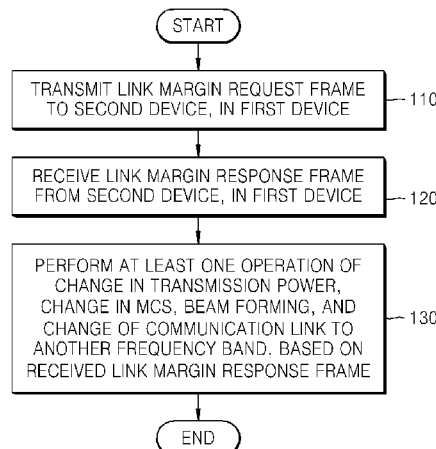 START
TRANSMIT LINK MARGIN REQUEST FRAME
TO SECOND DEVICE, IN FIRST DEVICE
110
RECEIVE LINK MARGIN RESPONSE FRAME
FROM SECOND DEVICE, IN FIRST DEVICE
120
PERFORM AT LEAST ONE OPERATION OF
CHANGE IN TRANSMISSION POWER,
CHANGE IN MCS, BEAM FORMING, AND
CHANGE OF COMMUNICATION LINK TO
ANOTHER FREQUENCY BAND, BASED ON
RECEIVED LINK MARGIN RESPONSE FRAME
130
END